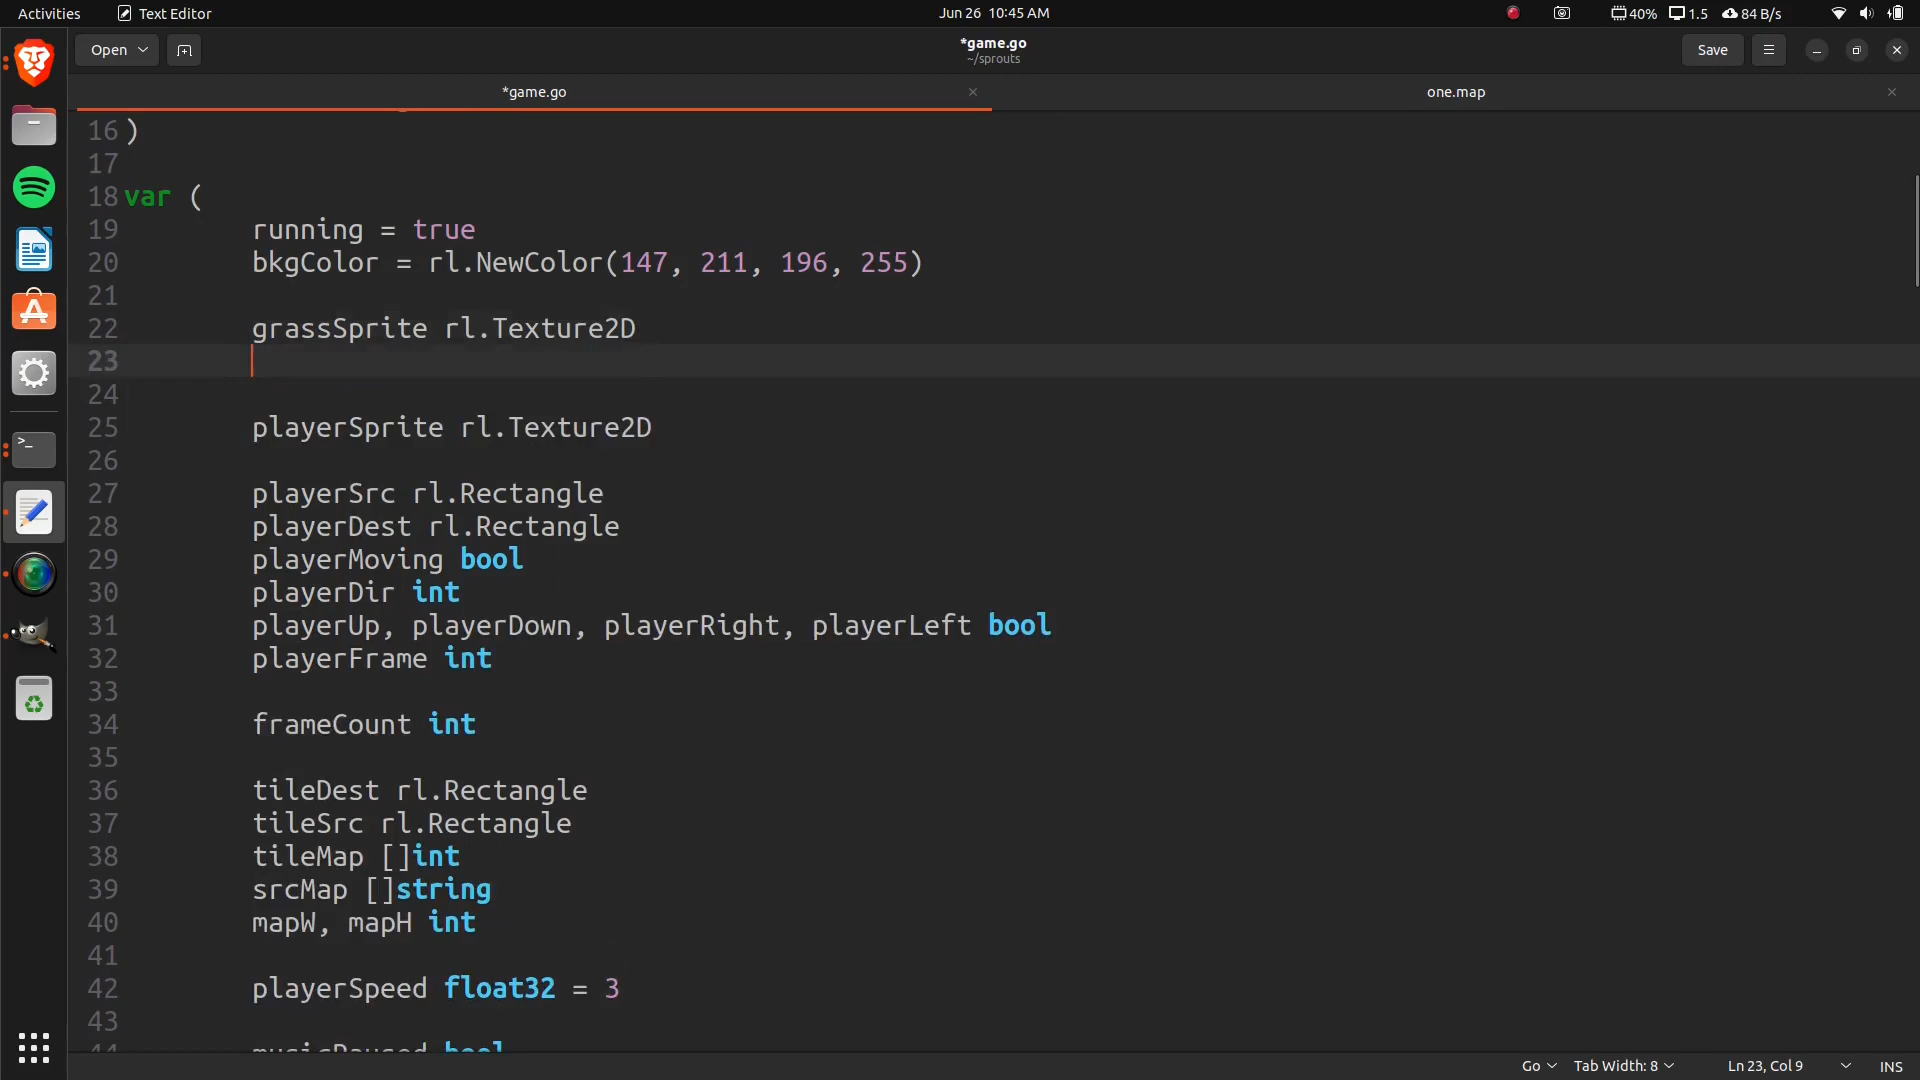 Activities
Text Editor
Jun 26 10:45 AM
40%
1.5
84 B/s
Open
*game.go
~/sprouts
Save
*game.go
one.map
16 )
17
18 var (
19 running = true
20 bkgColor = rl.NewColor(147, 211, 196, 255)
21
22 grassSprite rl.Texture2D
23
24
25 playerSprite rl.Texture2D
26
27 playerSrc rl.Rectangle
28 playerDest rl.Rectangle
29 playerMoving bool
30 playerDir int
31 playerUp, playerDown, playerRight, playerLeft bool
32 playerFrame int
33
34 frameCount int
35
36 tileDest rl.Rectangle
37 tileSrc rl.Rectangle
38 tileMap []int
39 srcMap []string
40 mapW, mapH int
41
42 playerSpeed float32 = 3
43
44 musicPaused bool
Go
Tab Width: 8
Ln 23, Col 9
INS